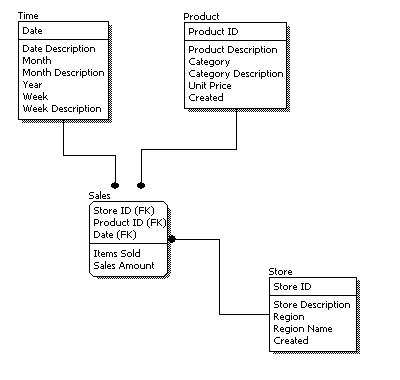 Time
Date
Date Description
Month
Month Description
Year
Week
Week Description
Product
Product ID
Product Description
Category
Category Description
Unit Price
Created
Sales
Store ID (FK)
Product ID (FK)
Date (FK)
Items Sold
Sales Amount
Store
Store ID
Store Description
Region
Region Name
Created